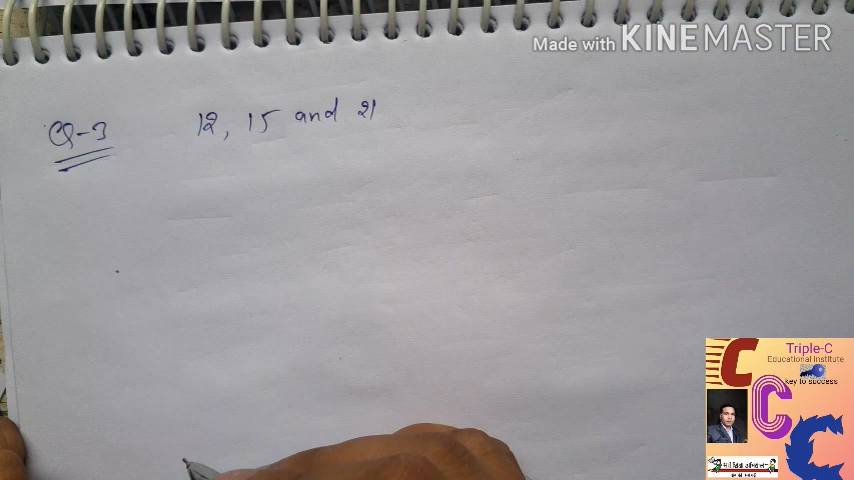 Made with KINEMASTER
Q-3 12, 15 and 21
Triple-C
Educational Institute
key to success
C
C
C